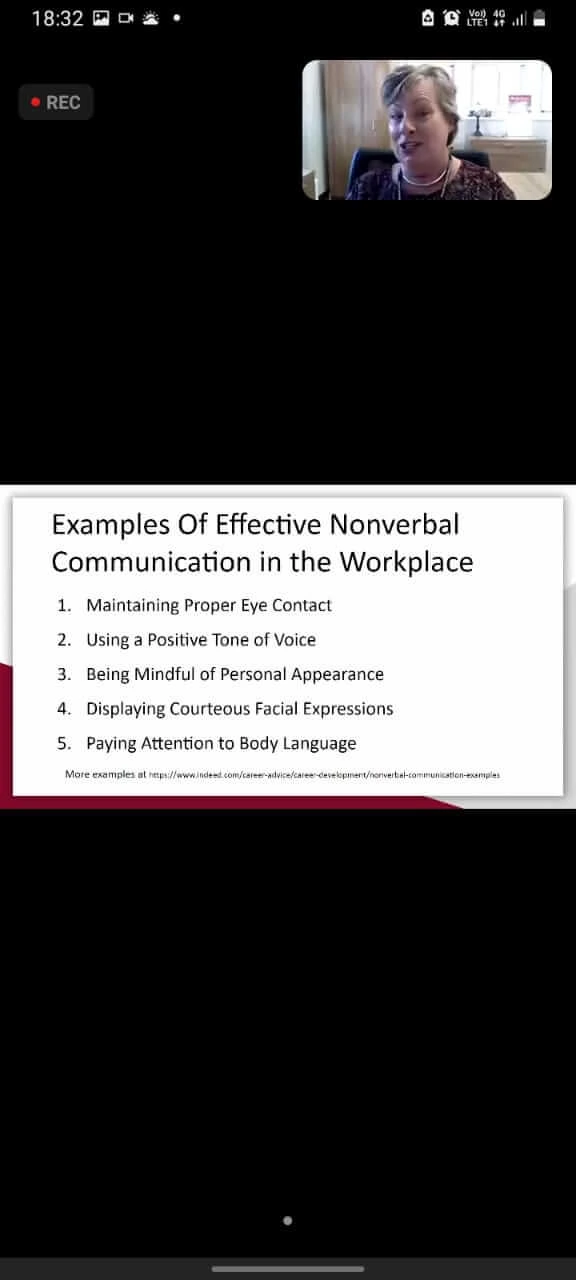 18:32
Vo)) 4G
LTE1
REC
Examples Of Effective Nonverbal
Communication in the Workplace
1. Maintaining Proper Eye Contact
2. Using a Positive Tone of Voice
3. Being Mindful of Personal Appearance
4. Displaying Courteous Facial Expressions
5. Paying Attention to Body Language
More examples at https://www.indeed.com/career-advice/career-development/nonverbal-communication-examples